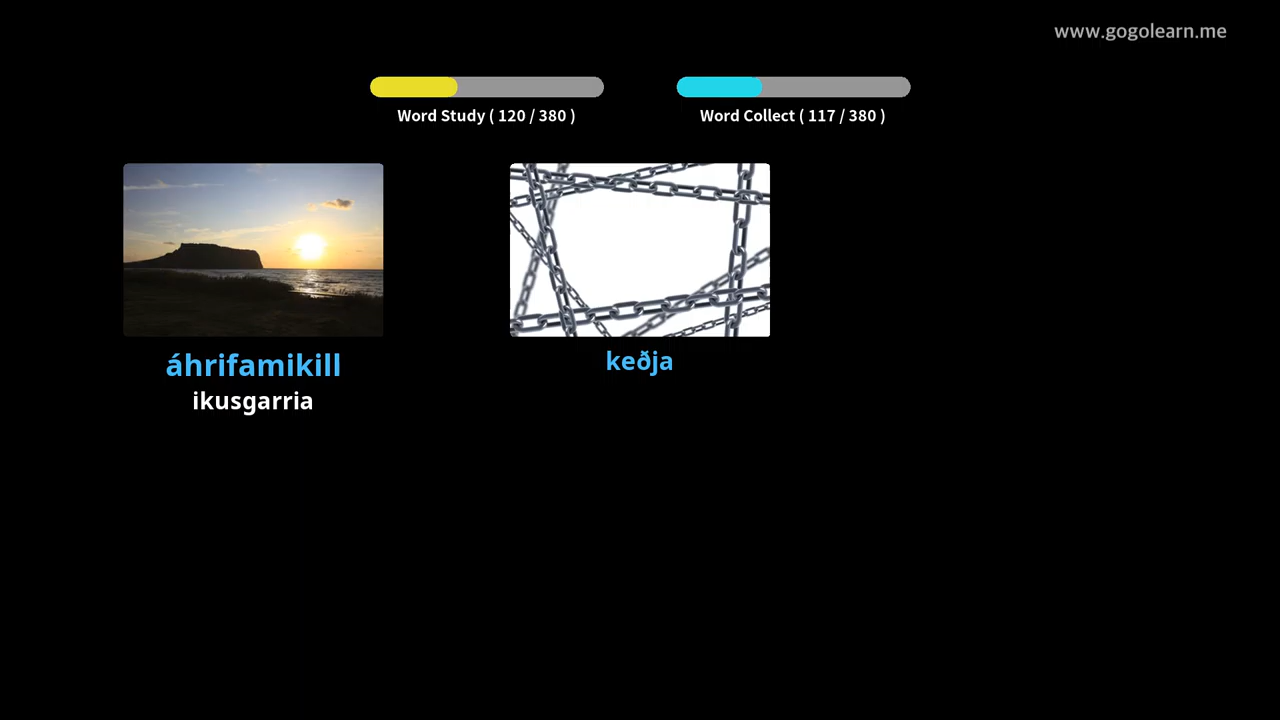 www.gogolearn.me
Word Study ( 120 / 380 )
Word Collect ( 117 / 380 )
áhrifamikill
ikusgarria
keðja